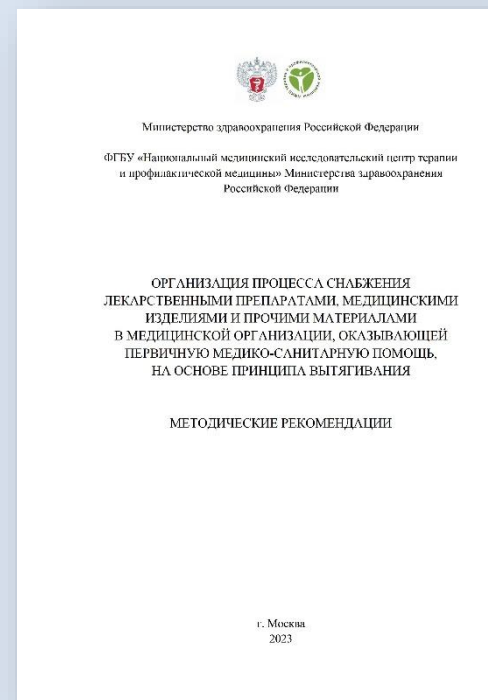 Министерство здравоохранения Российской Федерации
ФГБУ «Национальный медицинский исследовательский центр терапии
и профилактической медицины» Министерства здравоохранения
Российской Федерации
ОРГАНИЗАЦИЯ ПРОЦЕССА СНАБЖЕНИЯ
ЛЕКАРСТВЕННЫМИ ПРЕПАРАТАМИ, МЕДИЦИНСКИМИ
ИЗДЕЛИЯМИ И ПРОЧИМИ МАТЕРИАЛАМИ
В МЕДИЦИНСКОЙ ОРГАНИЗАЦИИ, ОКАЗЫВАЮЩЕЙ
ПЕРВИЧНУЮ МЕДИКО-САНИТАРНУЮ ПОМОЩЬ,
НА ОСНОВЕ ПРИНЦИПА ВЫТЯГИВАНИЯ
МЕТОДИЧЕСКИЕ РЕКОМЕНДАЦИИ
г. Москва
2023